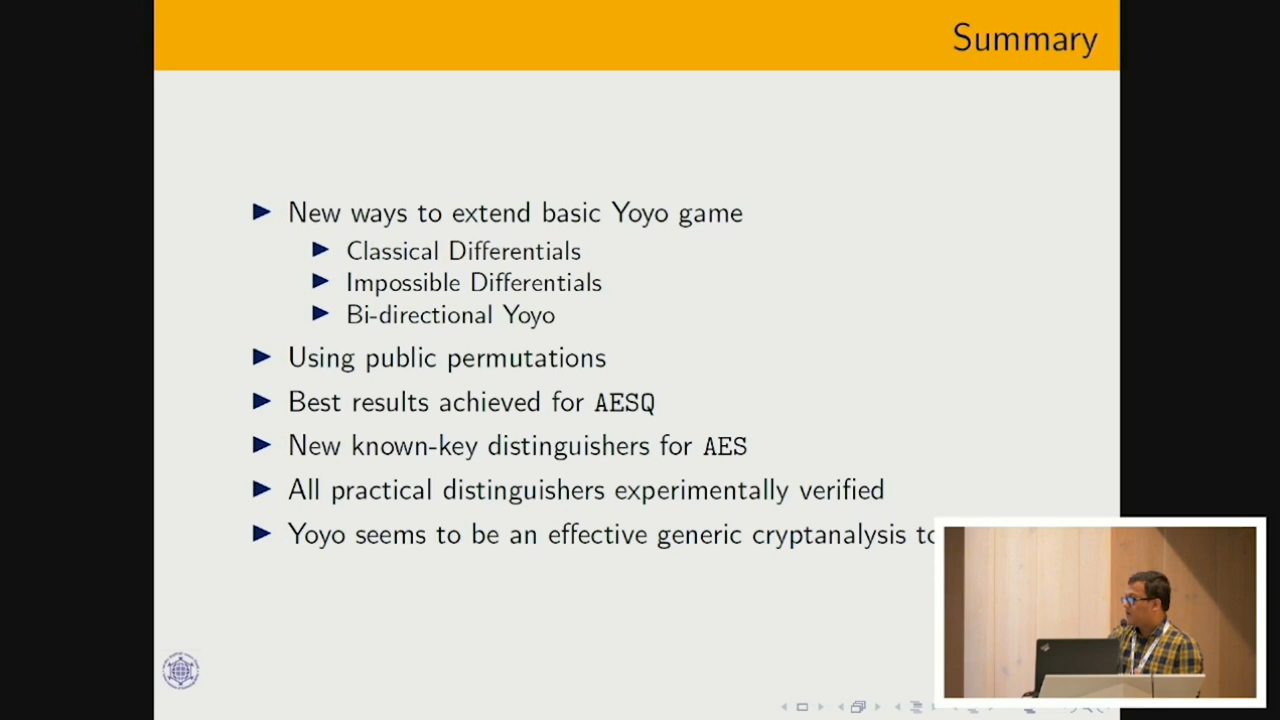 Summary
New ways to extend basic Yoyo game
Classical Differentials
Impossible Differentials
Bi-directional Yoyo
Using public permutations
Best results achieved for AESQ
New known-key distinguishers for AES
All practical distinguishers experimentally verified
Yoyo seems to be an effective generic cryptanalysis